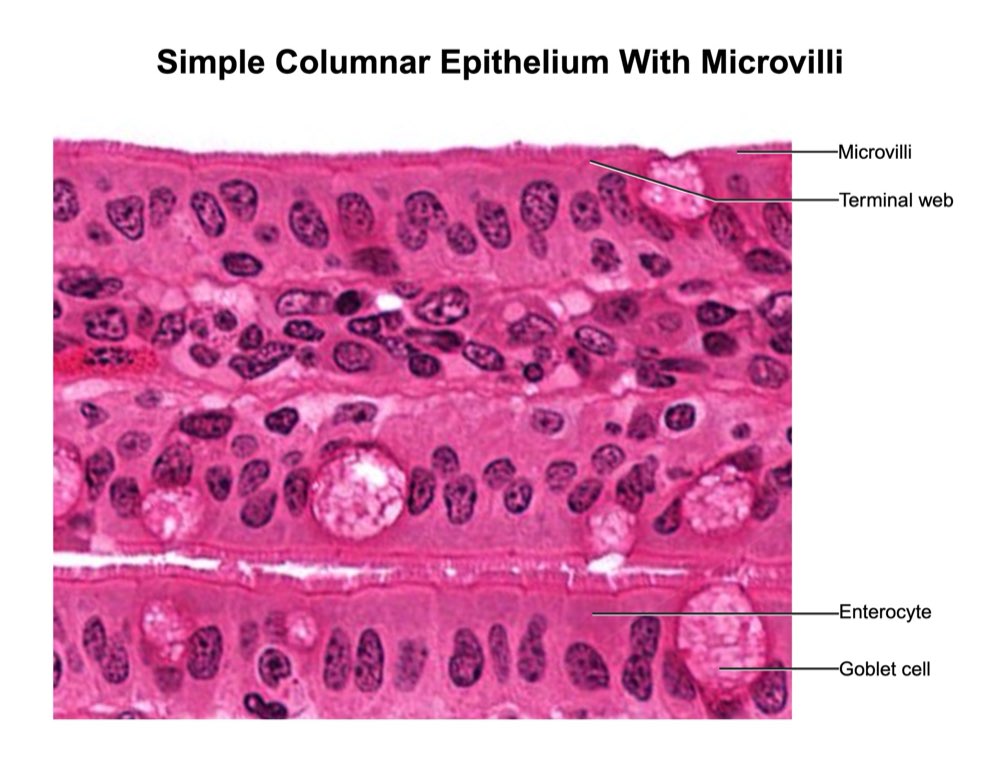 Simple Columnar Epithelium With Microvilli
Microvilli
Terminal web
Enterocyte
Goblet cell